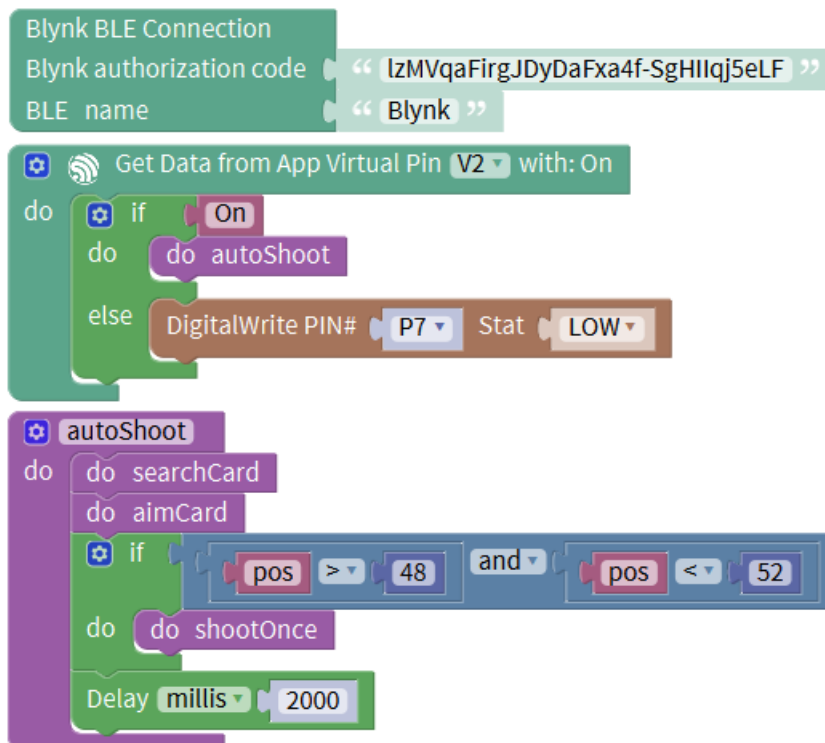 Blynk BLE Connection
Blynk authorization code “ lzMVqaFirgJDyDaFxa4f-SgHIIqj5eLF ”
BLE name “ Blynk ”
Get Data from App Virtual Pin V2 with: On
do if On
do do autoShoot
else DigitalWrite PIN# P7 Stat LOW
autoShoot
do do searchCard
do aimCard
if pos > 48 and pos < 52
do do shootOnce
Delay millis 2000